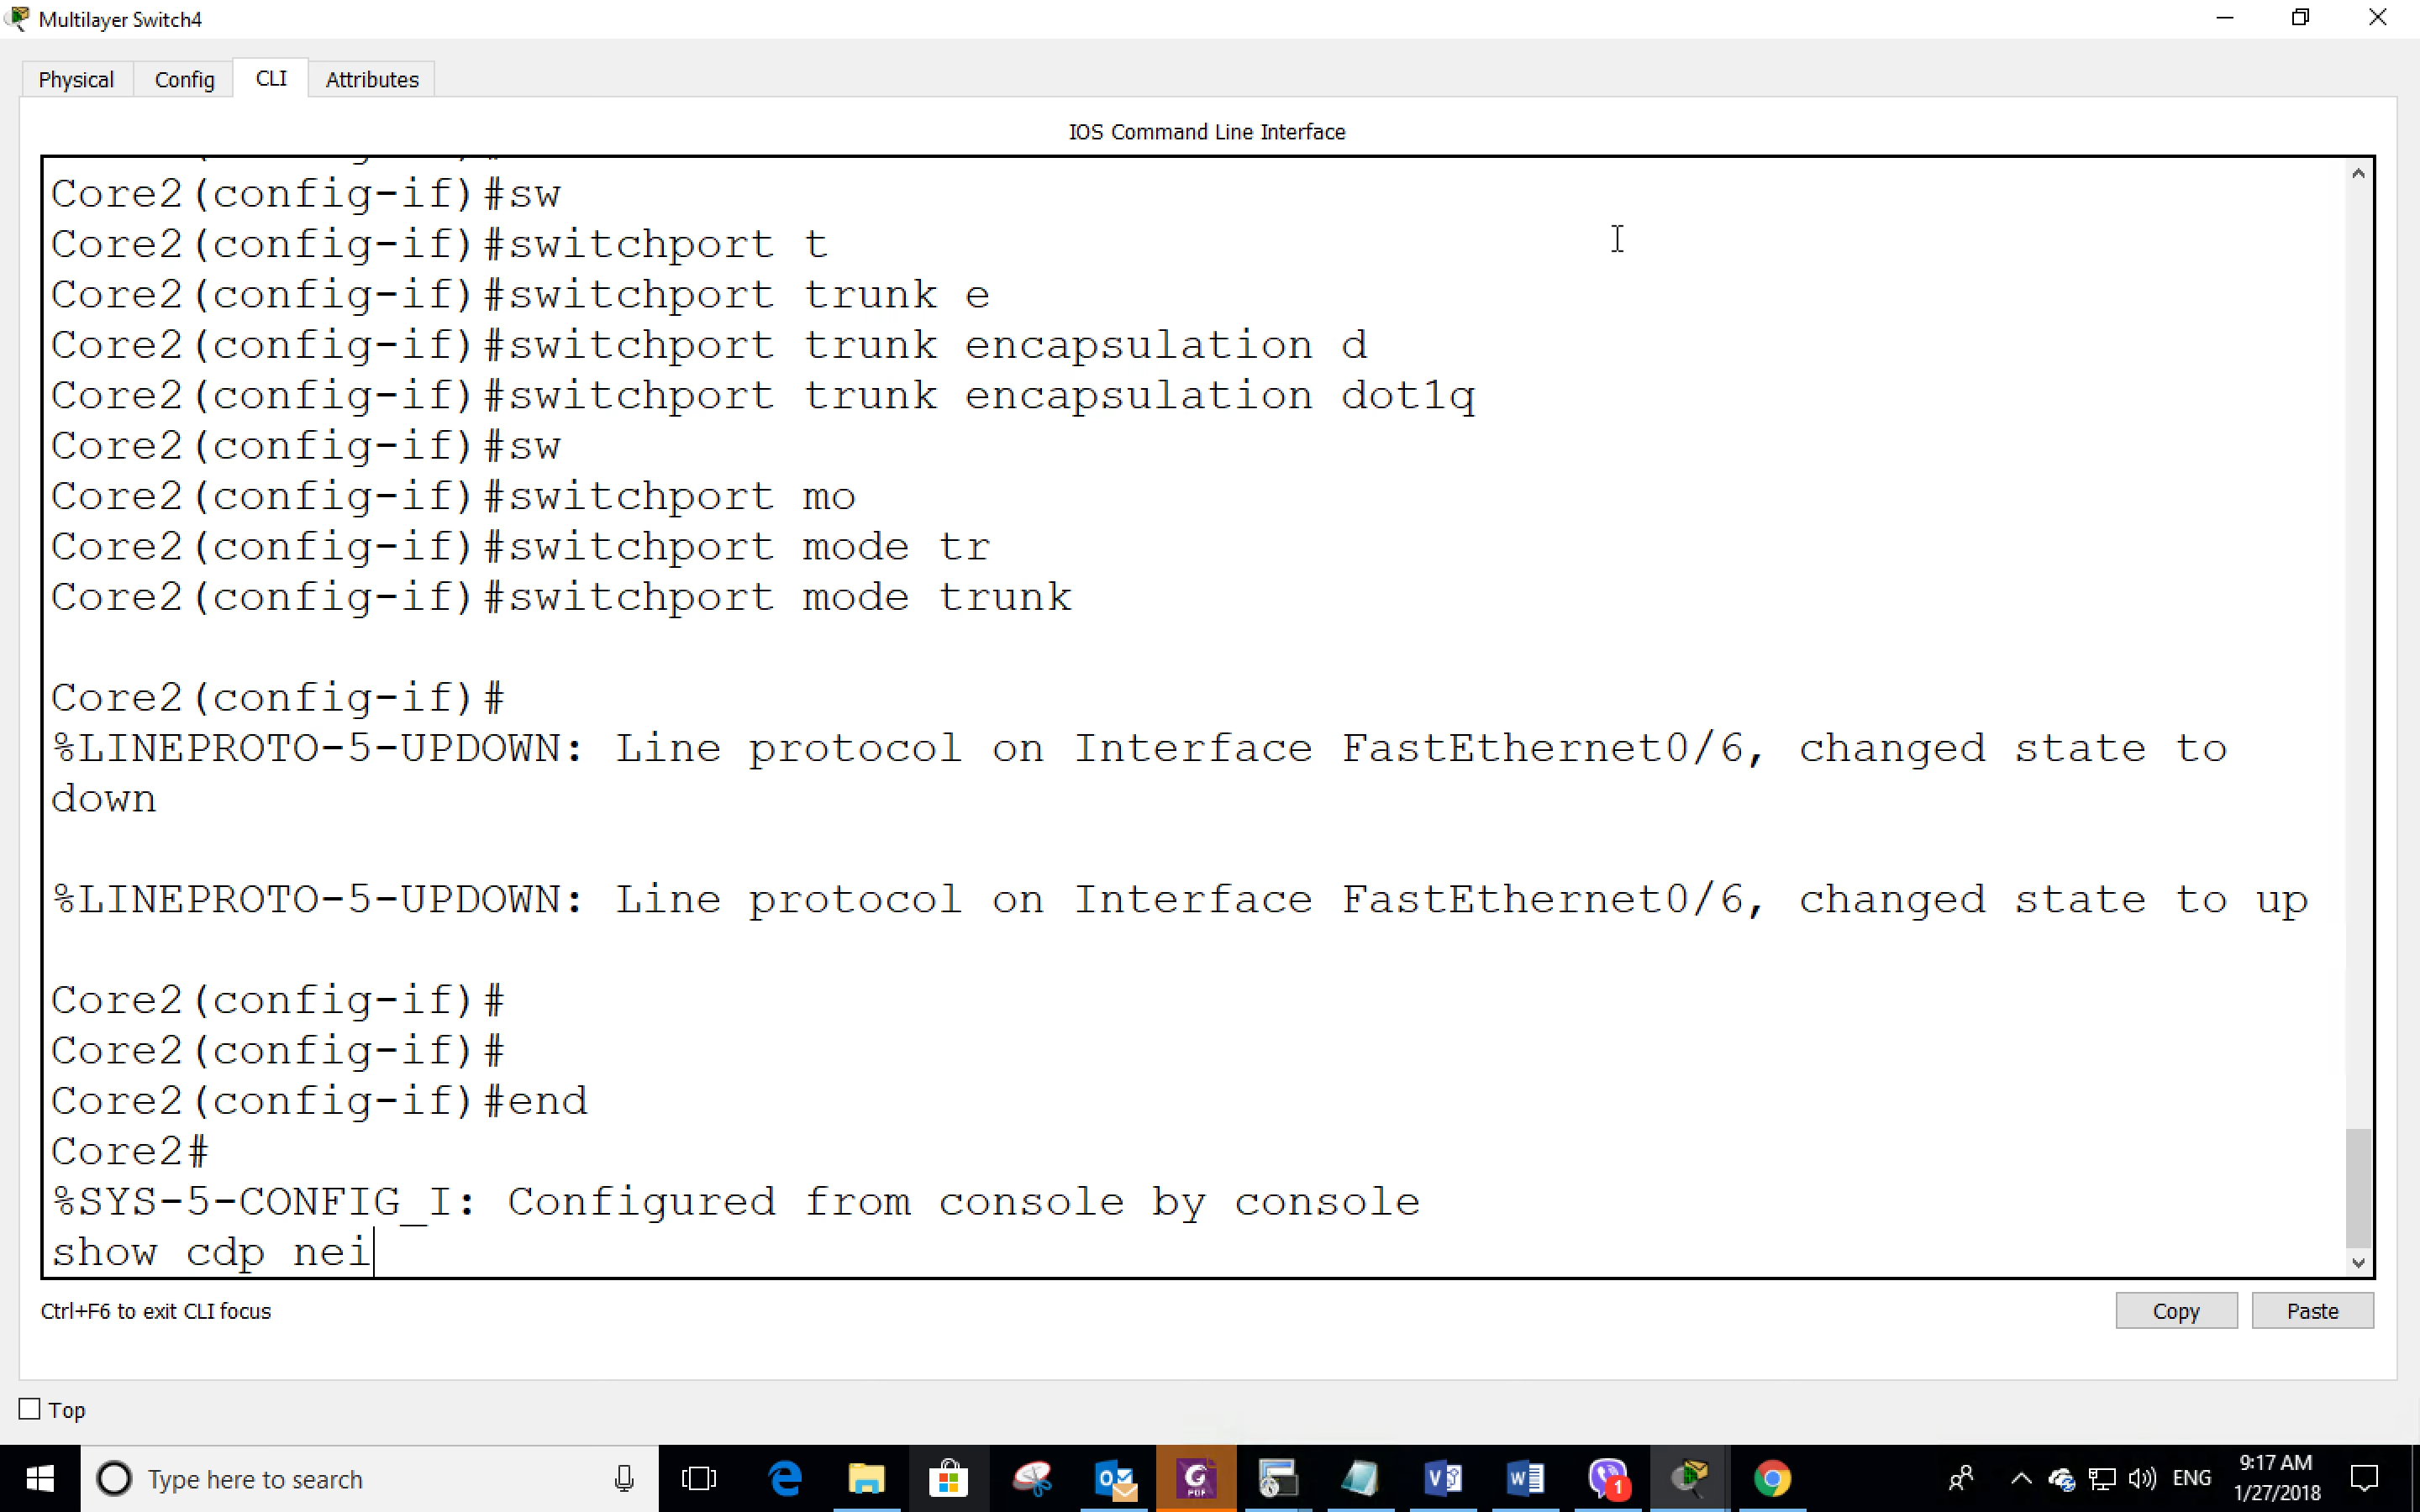 Multilayer Switch4
Physical Config CLI Attributes
IOS Command Line Interface
Core2(config-if)#sw
Core2(config-if)#switchport t
Core2(config-if)#switchport trunk e
Core2(config-if)#switchport trunk encapsulation d
Core2(config-if)#switchport trunk encapsulation dot1q
Core2(config-if)#sw
Core2(config-if)#switchport mo
Core2(config-if)#switchport mode tr
Core2(config-if)#switchport mode trunk
Core2(config-if)#
%LINEPROTO-5-UPDOWN: Line protocol on Interface FastEthernet0/6, changed state to
down
%LINEPROTO-5-UPDOWN: Line protocol on Interface FastEthernet0/6, changed state to up
Core2(config-if)#
Core2(config-if)#
Core2(config-if)#end
Core2#
%SYS-5-CONFIG_I: Configured from console by console
show cdp nei
Ctrl+F6 to exit CLI focus
Copy Paste
Top
Type here to search
G PDF
1
ENG
9:17 AM
1/27/2018